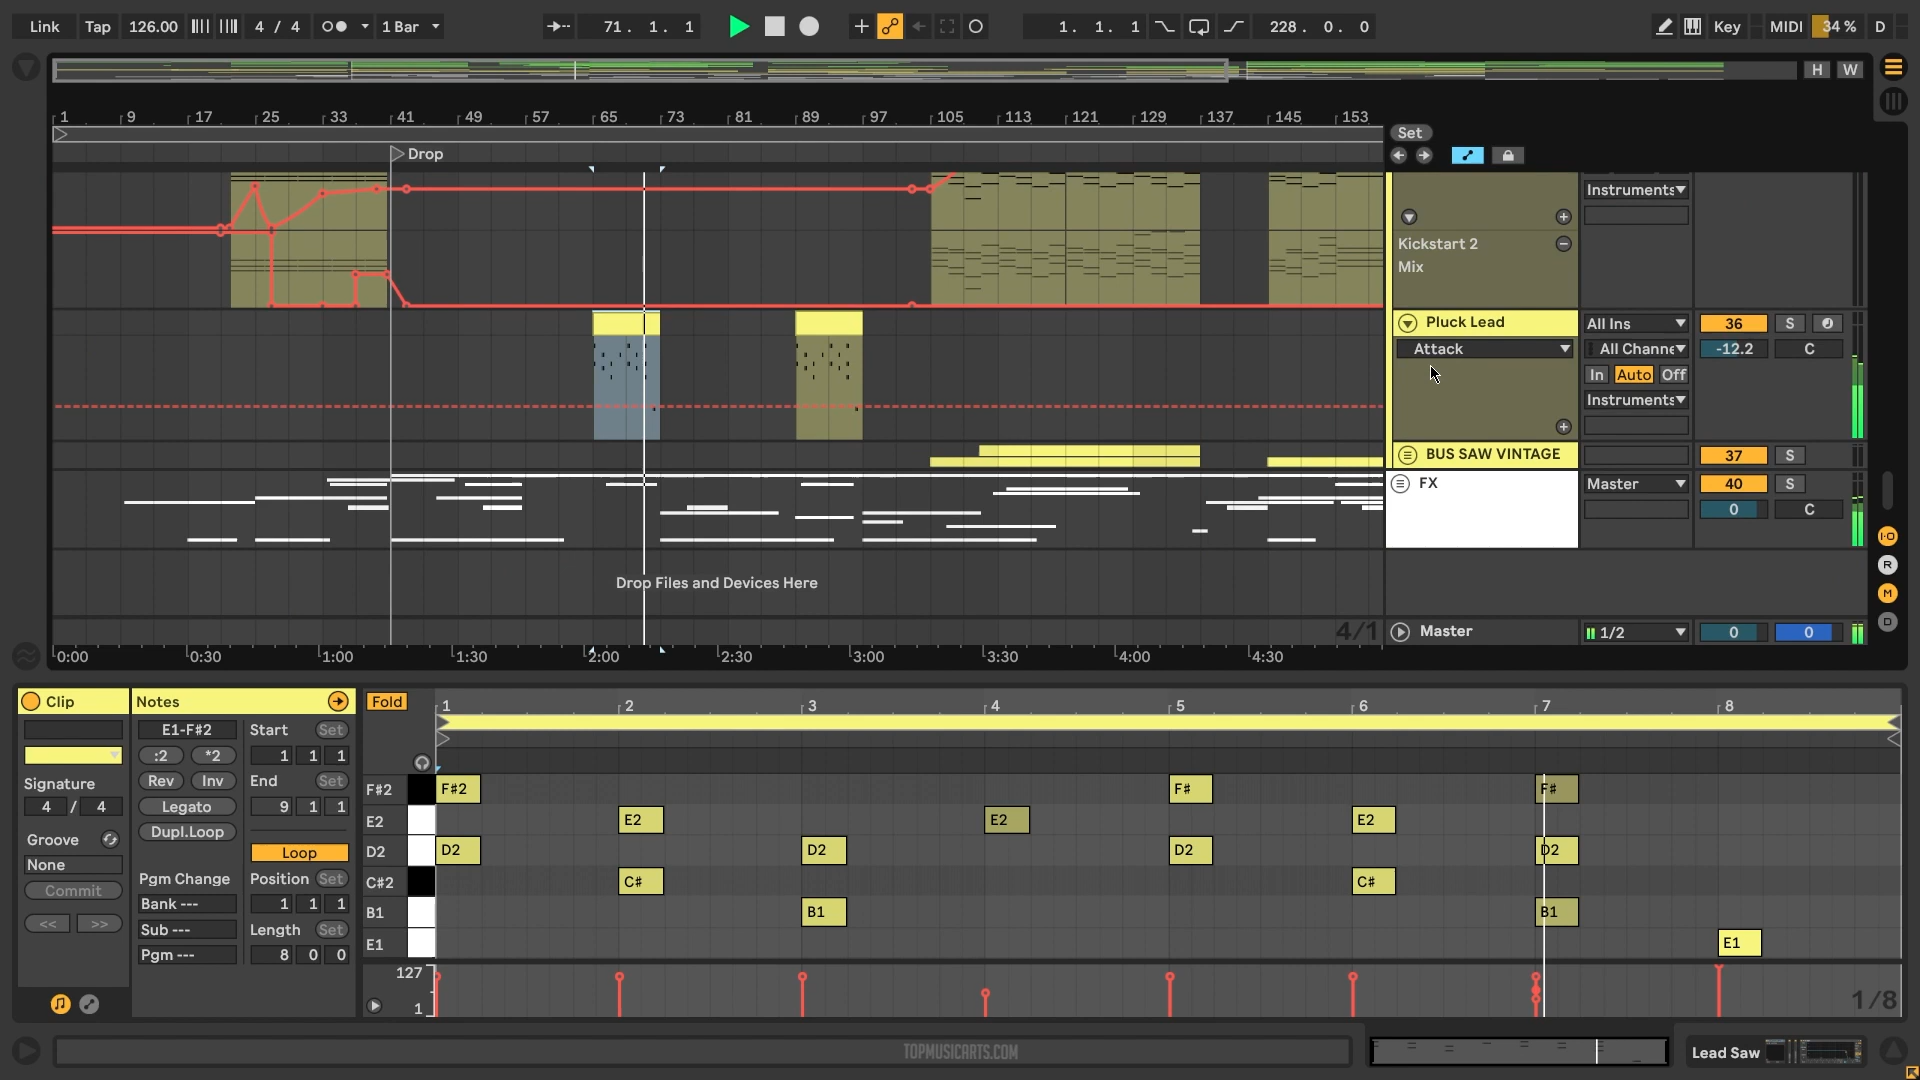 Link Tap 126.00 4 / 4 1 Bar 71. 1. 1 1. 1. 1 228. 0. 0 Key MIDI 34 % D
H W
1 9 17 25 33 41 49 57 65 73 81 89 97 105 113 121 129 137 145 153
Set
Drop
Instruments
Kickstart 2
Mix
Pluck Lead All Ins 36 S
Attack All Channe -12.2 C
In Auto Off
Instruments
BUS SAW VINTAGE 37 S
FX Master 40 S
0 C
I·O
R
M
D
Drop Files and Devices Here
4/1
Master 1/2 0 0
0:00 0:30 1:00 1:30 2:00 2:30 3:00 3:30 4:00 4:30
Clip Notes Fold 1 2 3 4 5 6 7 8
E1-F#2 Start Set
:2 *2 1 1 1
Signature Rev Inv End Set
4 / 4 Legato 9 1 1
Groove Dupl.Loop
None Loop
Commit Pgm Change Position Set
Bank --- 1 1 1
<< >> Sub --- Length Set
Pgm --- 8 0 0
F#2 F#2 F# F#
E2 E2 E2 E2
D2 D2 D2 D2 D2
C#2 C# C#
B1 B1 B1
E1 E1
127
1
1/8
TOPMUSICARTS.COM
Lead Saw